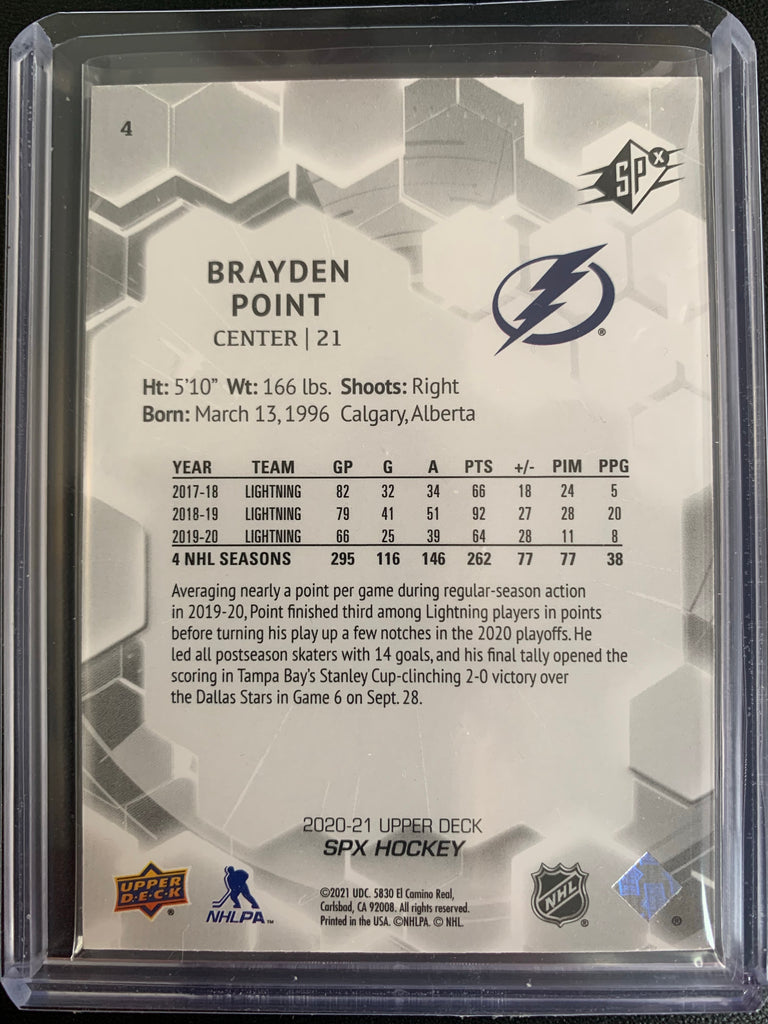 4
SPX
BRAYDEN
POINT
CENTER | 21
Ht: 5'10" Wt: 166 lbs. Shoots: Right
Born: March 13, 1996 Calgary, Alberta
YEAR TEAM GP G A PTS +/- PIM PPG
2017-18 LIGHTNING 82 32 34 66 18 24 5
2018-19 LIGHTNING 79 41 51 92 27 28 20
2019-20 LIGHTNING 66 25 39 64 28 11 8
4 NHL SEASONS 295 116 146 262 77 77 38
Averaging nearly a point per game during regular-season action
in 2019-20, Point finished third among Lightning players in points
before turning his play up a few notches in the 2020 playoffs. He
led all postseason skaters with 14 goals, and his final tally opened the
scoring in Tampa Bay's Stanley Cup-clinching 2-0 victory over
the Dallas Stars in Game 6 on Sept. 28.
2020-21 UPPER DECK
SPX HOCKEY
UPPER
D·E·C·K
®
NHLPA™
©2021 UDC. 5830 El Camino Real,
Carlsbad, CA 92008. All rights reserved.
Printed in the USA. ©NHLPA. © NHL.
NHL
®
®